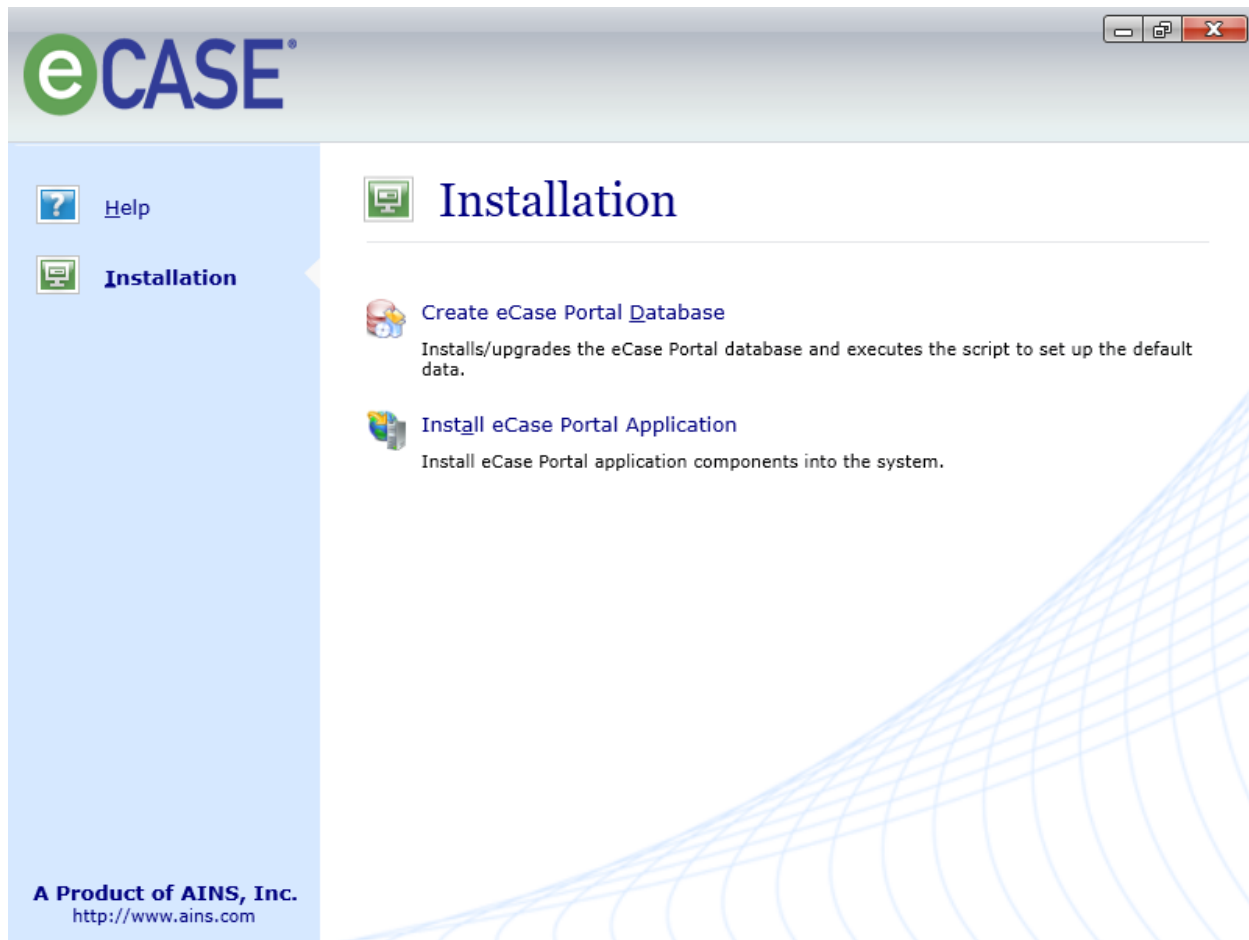 eCASE®
Help
Installation
Installation
Create eCase Portal Database
Installs/upgrades the eCase Portal database and executes the script to set up the default
data.
Install eCase Portal Application
Install eCase Portal application components into the system.
A Product of AINS, Inc.
http://www.ains.com